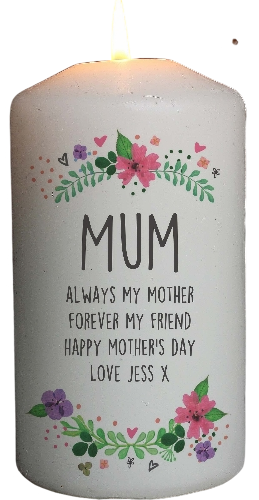 MUM
ALWAYS MY MOTHER
FOREVER MY FRIEND
HAPPY MOTHER'S DAY
LOVE JESS X